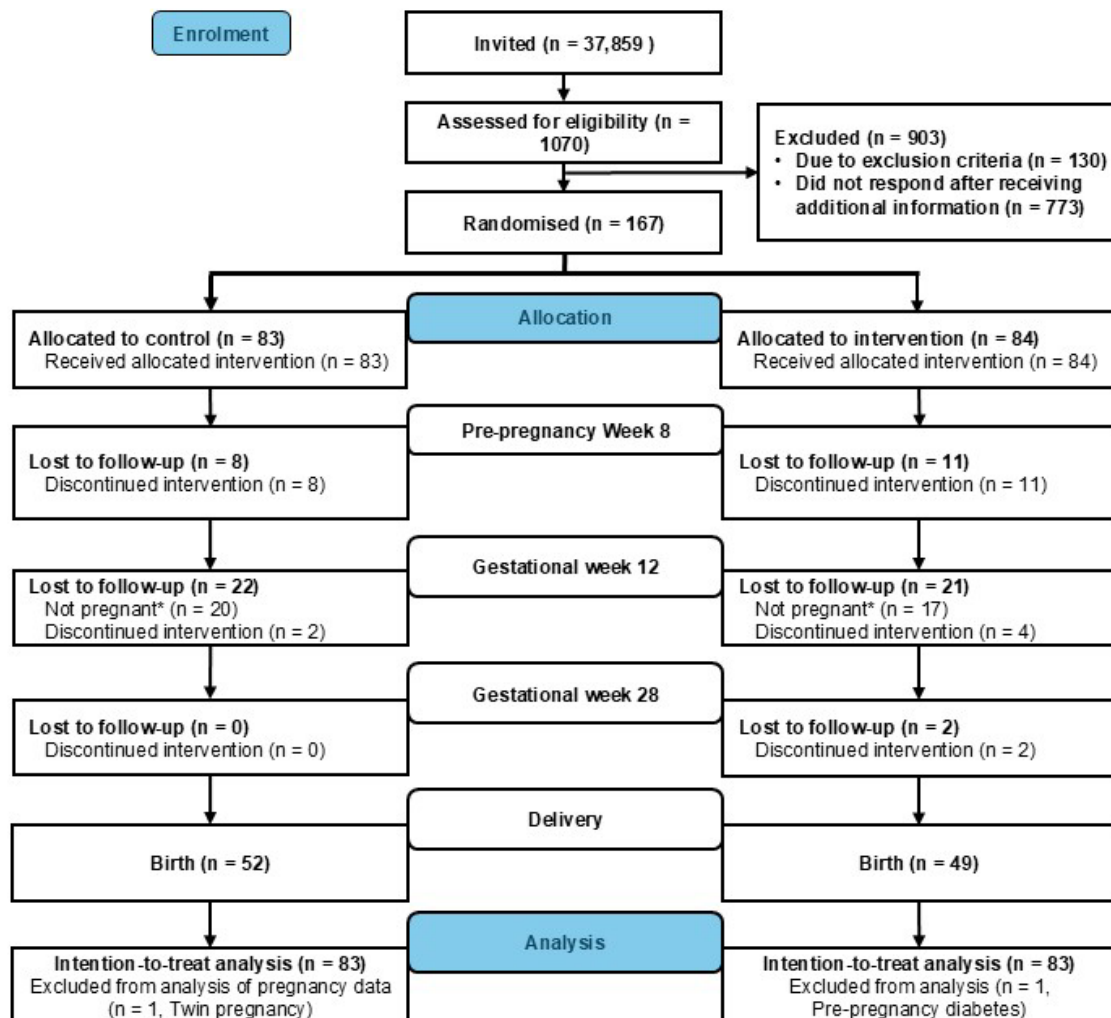 Enrolment
Invited (n = 37,859 )
Assessed for eligibility (n =
1070)
Excluded (n = 903)
• Due to exclusion criteria (n = 130)
• Did not respond after receiving
additional information (n = 773)
Randomised (n = 167)
Allocation
Allocated to control (n = 83)
Received allocated intervention (n = 83)
Allocated to intervention (n = 84)
Received allocated intervention (n = 84)
Pre-pregnancy Week 8
Lost to follow-up (n = 8)
Discontinued intervention (n = 8)
Lost to follow-up (n = 11)
Discontinued intervention (n = 11)
Gestational week 12
Lost to follow-up (n = 22)
Not pregnant* (n = 20)
Discontinued intervention (n = 2)
Lost to follow-up (n = 21)
Not pregnant* (n = 17)
Discontinued intervention (n = 4)
Gestational week 28
Lost to follow-up (n = 0)
Discontinued intervention (n = 0)
Lost to follow-up (n = 2)
Discontinued intervention (n = 2)
Delivery
Birth (n = 52)
Birth (n = 49)
Analysis
Intention-to-treat analysis (n = 83)
Excluded from analysis of pregnancy data
(n = 1, Twin pregnancy)
Intention-to-treat analysis (n = 83)
Excluded from analysis (n = 1,
Pre-pregnancy diabetes)